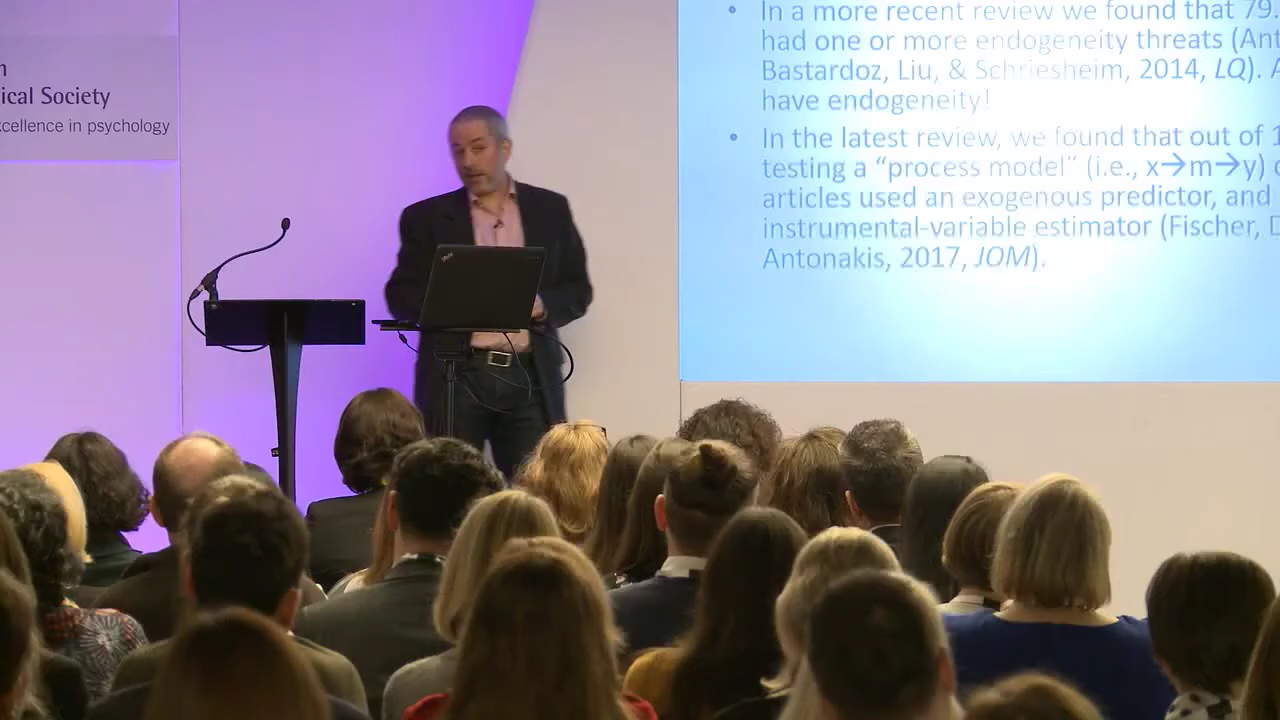 n
ical Society
xcellence in psychology
• In a more recent review we found that 79.
had one or more endogeneity threats (Ant
Bastardoz, Liu, & Schriesheim, 2014, LQ). A
have endogeneity!
• In the latest review, we found that out of 1
testing a “process model” (i.e., x→m→y) o
articles used an exogenous predictor, and
instrumental-variable estimator (Fischer, D
Antonakis, 2017, JOM).